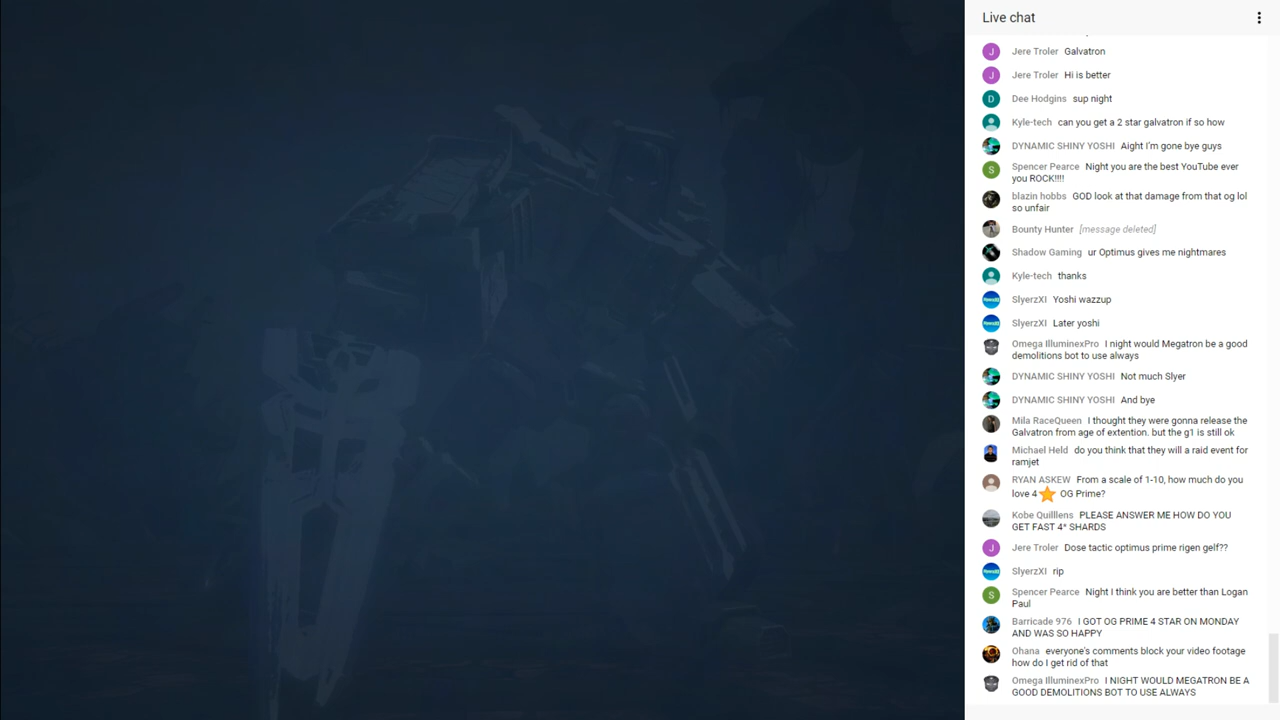 Live chat
Jere Troler Galvatron
Jere Troler Hi is better
Dee Hodgins sup night
Kyle-tech can you get a 2 star galvatron if so how
DYNAMIC SHINY YOSHI Aight I'm gone bye guys
Spencer Pearce Night you are the best YouTube ever
you ROCK!!!!
blazin hobbs GOD look at that damage from that og lol
so unfair
Bounty Hunter [message deleted]
Shadow Gaming ur Optimus gives me nightmares
Kyle-tech thanks
SlyerzXI Yoshi wazzup
SlyerzXI Later yoshi
Omega IlluminexPro I night would Megatron be a good
demolitions bot to use always
DYNAMIC SHINY YOSHI Not much Slyer
DYNAMIC SHINY YOSHI And bye
Mila RaceQueen I thought they were gonna release the
Galvatron from age of extention. but the g1 is still ok
Michael Held do you think that they will a raid event for
ramjet
RYAN ASKEW From a scale of 1-10, how much do you
love 4⭐ OG Prime?
Kobe Quilllens PLEASE ANSWER ME HOW DO YOU
GET FAST 4* SHARDS
Jere Troler Dose tactic optimus prime rigen gelf??
SlyerzXI rip
Spencer Pearce Night I think you are better than Logan
Paul
Barricade 976 I GOT OG PRIME 4 STAR ON MONDAY
AND WAS SO HAPPY
Ohana everyone's comments block your video footage
how do I get rid of that
Omega IlluminexPro I NIGHT WOULD MEGATRON BE A
GOOD DEMOLITIONS BOT TO USE ALWAYS